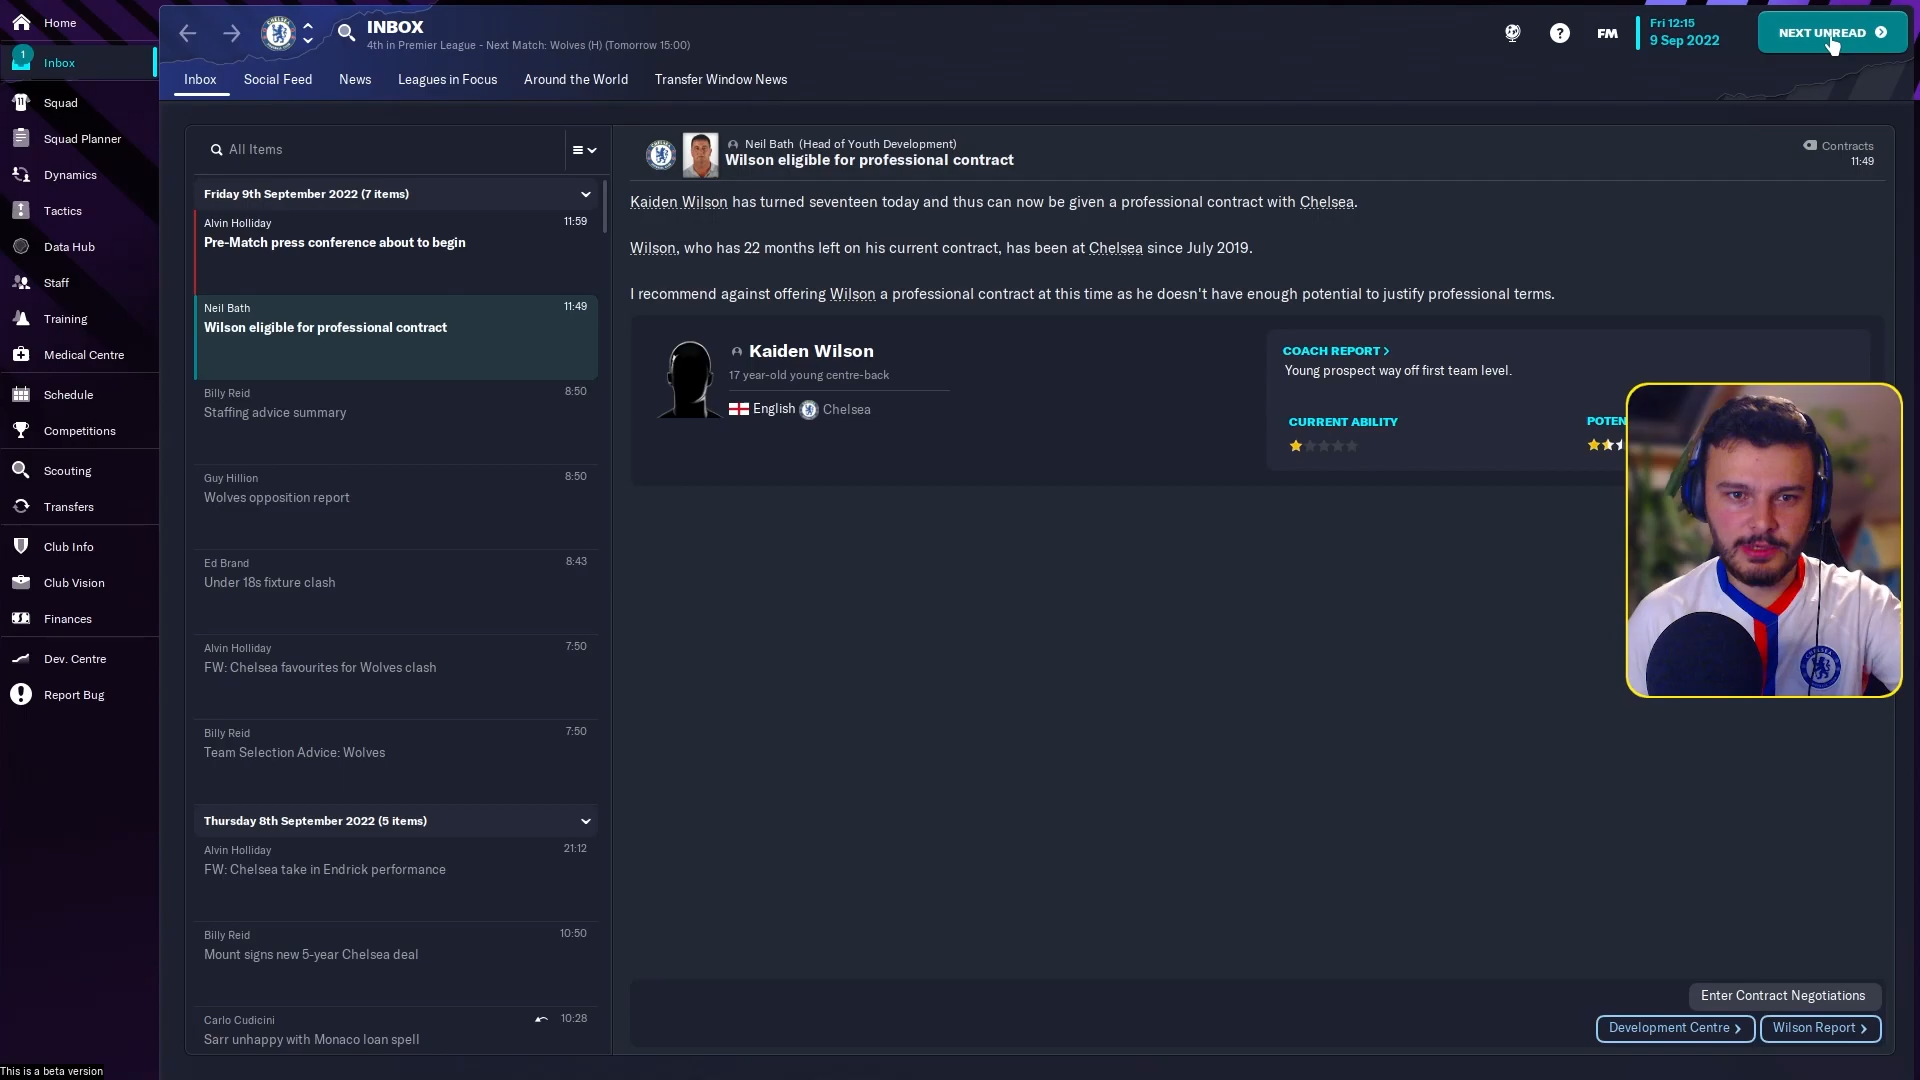 Home
1
Inbox
Squad
Squad Planner
Dynamics
Tactics
Data Hub
Staff
Training
Medical Centre
Schedule
Competitions
Scouting
Transfers
Club Info
Club Vision
Finances
Dev. Centre
Report Bug
This is a beta version
INBOX
4th in Premier League - Next Match: Wolves (H) (Tomorrow 15:00)
FM
Fri 12:15
9 Sep 2022
NEXT UNREAD
Inbox
Social Feed
News
Leagues in Focus
Around the World
Transfer Window News
All Items
Friday 9th September 2022 (7 items)
Alvin Holliday 11:59
Pre-Match press conference about to begin
Neil Bath 11:49
Wilson eligible for professional contract
Billy Reid 8:50
Staffing advice summary
Guy Hillion 8:50
Wolves opposition report
Ed Brand 8:43
Under 18s fixture clash
Alvin Holliday 7:50
FW: Chelsea favourites for Wolves clash
Billy Reid 7:50
Team Selection Advice: Wolves
Thursday 8th September 2022 (5 items)
Alvin Holliday 21:12
FW: Chelsea take in Endrick performance
Billy Reid 10:50
Mount signs new 5-year Chelsea deal
Carlo Cudicini 10:28
Sarr unhappy with Monaco loan spell
Neil Bath (Head of Youth Development)
Wilson eligible for professional contract
Contracts
11:49
Kaiden Wilson has turned seventeen today and thus can now be given a professional contract with Chelsea.
Wilson, who has 22 months left on his current contract, has been at Chelsea since July 2019.
I recommend against offering Wilson a professional contract at this time as he doesn't have enough potential to justify professional terms.
Kaiden Wilson
17 year-old young centre-back
English Chelsea
COACH REPORT >
Young prospect way off first team level.
CURRENT ABILITY
POTEN
Enter Contract Negotiations
Development Centre >
Wilson Report >